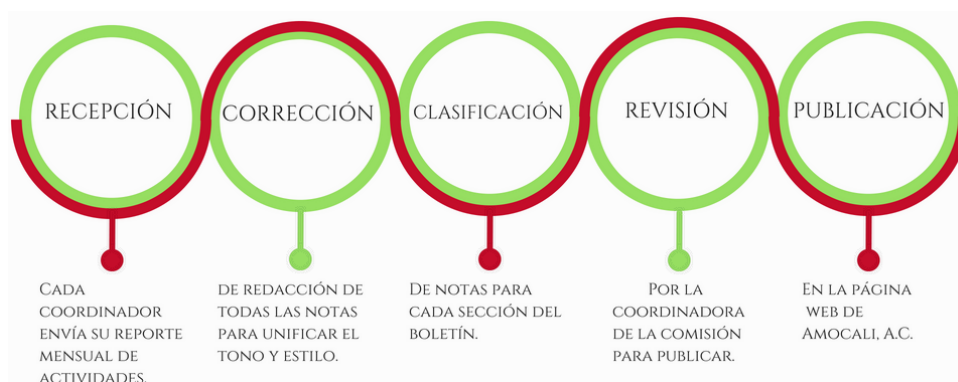 RECEPCIÓN
CORRECCIÓN
CLASIFICACIÓN
REVISIÓN
PUBLICACIÓN
CADA
COORDINADOR
ENVÍA SU REPORTE
MENSUAL DE
ACTIVIDADES.
DE REDACCIÓN DE
TODAS LAS NOTAS
PARA UNIFICAR EL
TONO Y ESTILO.
DE NOTAS PARA
CADA SECCIÓN DEL
BOLETÍN.
POR LA
COORDINADORA
DE LA COMISIÓN
PARA PUBLICAR.
EN LA PÁGINA
WEB DE
AMOCALI, A.C.